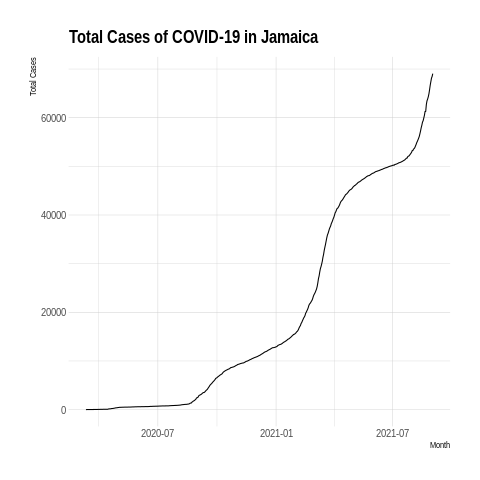 Total Cases of COVID-19 in Jamaica
Total Cases
60000
40000
20000
0
2020-07 2021-01 2021-07
Month